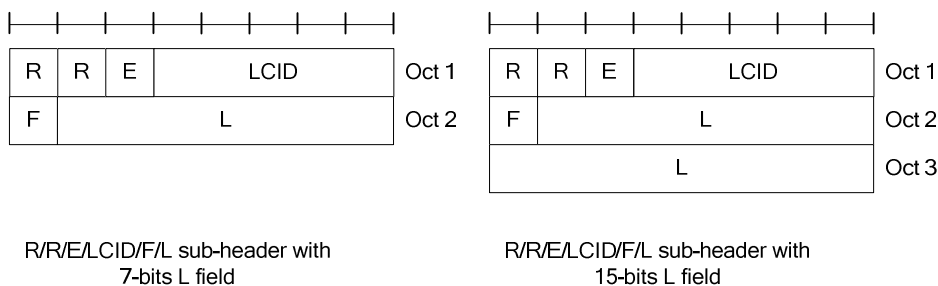 R R E LCID Oct 1
F L Oct 2
R/R/E/LCID/F/L sub-header with
7-bits L field
R R E LCID Oct 1
F L Oct 2
L Oct 3
R/R/E/LCID/F/L sub-header with
15-bits L field